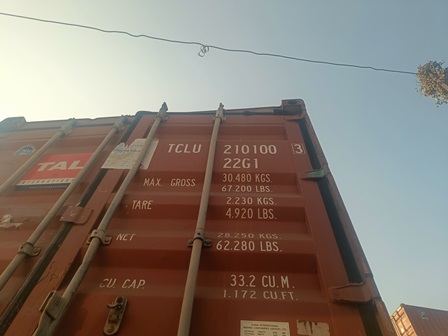 TAL
TCLU 210100 3
22G1
MAX. GROSS 30.480 KGS.
67.200 LBS.
TARE 2.230 KGS.
4.920 LBS.
NET 28.250 KGS.
62.280 LBS.
CU. CAP. 33.2 CU.M.
1.172 CU.FT.